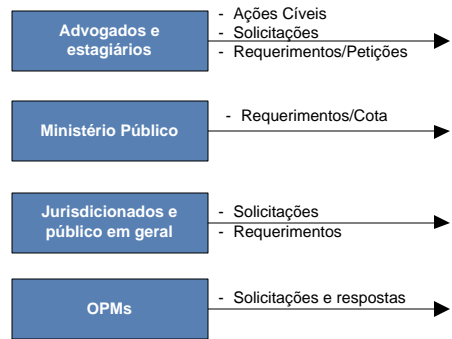 Advogados e
estagiários
- Ações Cíveis
- Solicitações
- Requerimentos/Petições
Ministério Público
- Requerimentos/Cota
Jurisdicionados e
público em geral
- Solicitações
- Requerimentos
OPMs
- Solicitações e respostas